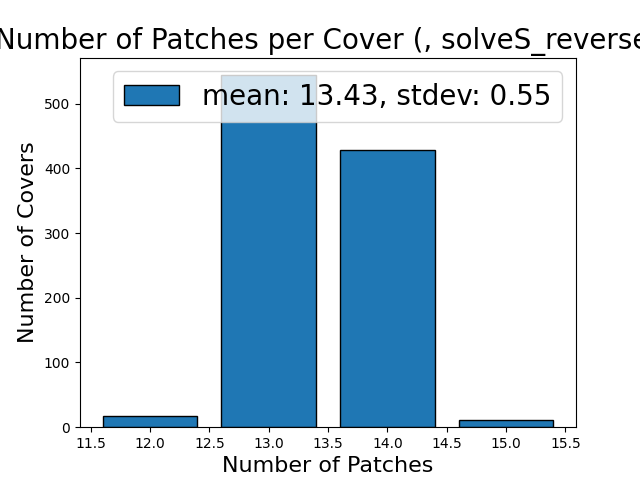 Number of Patches per Cover (, solveS_reverse
mean: 13.43, stdev: 0.55
Number of Covers
500
400
300
200
100
0
11.5 12.0 12.5 13.0 13.5 14.0 14.5 15.0 15.5
Number of Patches